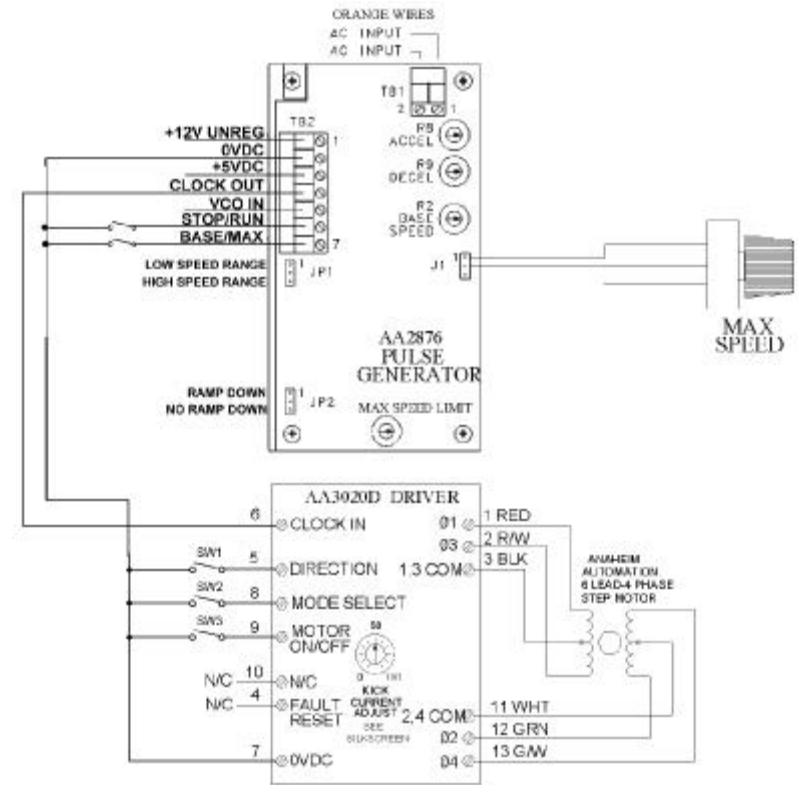 ORANGE WIRES
AC INPUT
AC INPUT
TB1
2 1
R8
ACCEL
R9
DECEL
R2
BASE
SPEED
TB2
1
7
+12V UNREG
0VDC
+5VDC
CLOCK OUT
VCO IN
STOP/RUN
BASE/MAX
LOW SPEED RANGE
HIGH SPEED RANGE
1
JP1
J1
1
MAX
SPEED
AA2876
PULSE
GENERATOR
RAMP DOWN
NO RAMP DOWN
1
JP2
MAX SPEED LIMIT
AA3020D DRIVER
6 CLOCK IN
SW1 5 DIRECTION
SW2 8 MODE SELECT
SW3 9 MOTOR
ON/OFF
N/C 10 N/C
N/C 4 FAULT
RESET
7 0VDC
50
0
KICK
CURRENT
ADJUST
SEE
SILKSCREEN
Ø1 1 RED
Ø3 2 R/W
1,3 COM 3 BLK
2,4 COM 11 WHT
Ø2 12 GRN
Ø4 13 G/W
ANAHEIM
AUTOMATION
6 LEAD-4 PHASE
STEP MOTOR